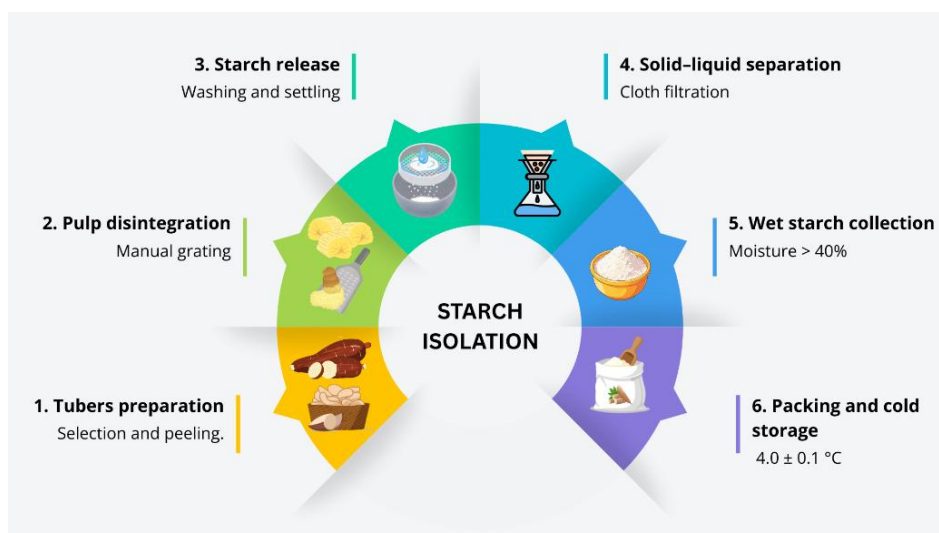 STARCH
ISOLATION
1. Tubers preparation
Selection and peeling.
2. Pulp disintegration
Manual grating
3. Starch release
Washing and settling
4. Solid–liquid separation
Cloth filtration
5. Wet starch collection
Moisture > 40%
6. Packing and cold
storage
4.0 ± 0.1 °C